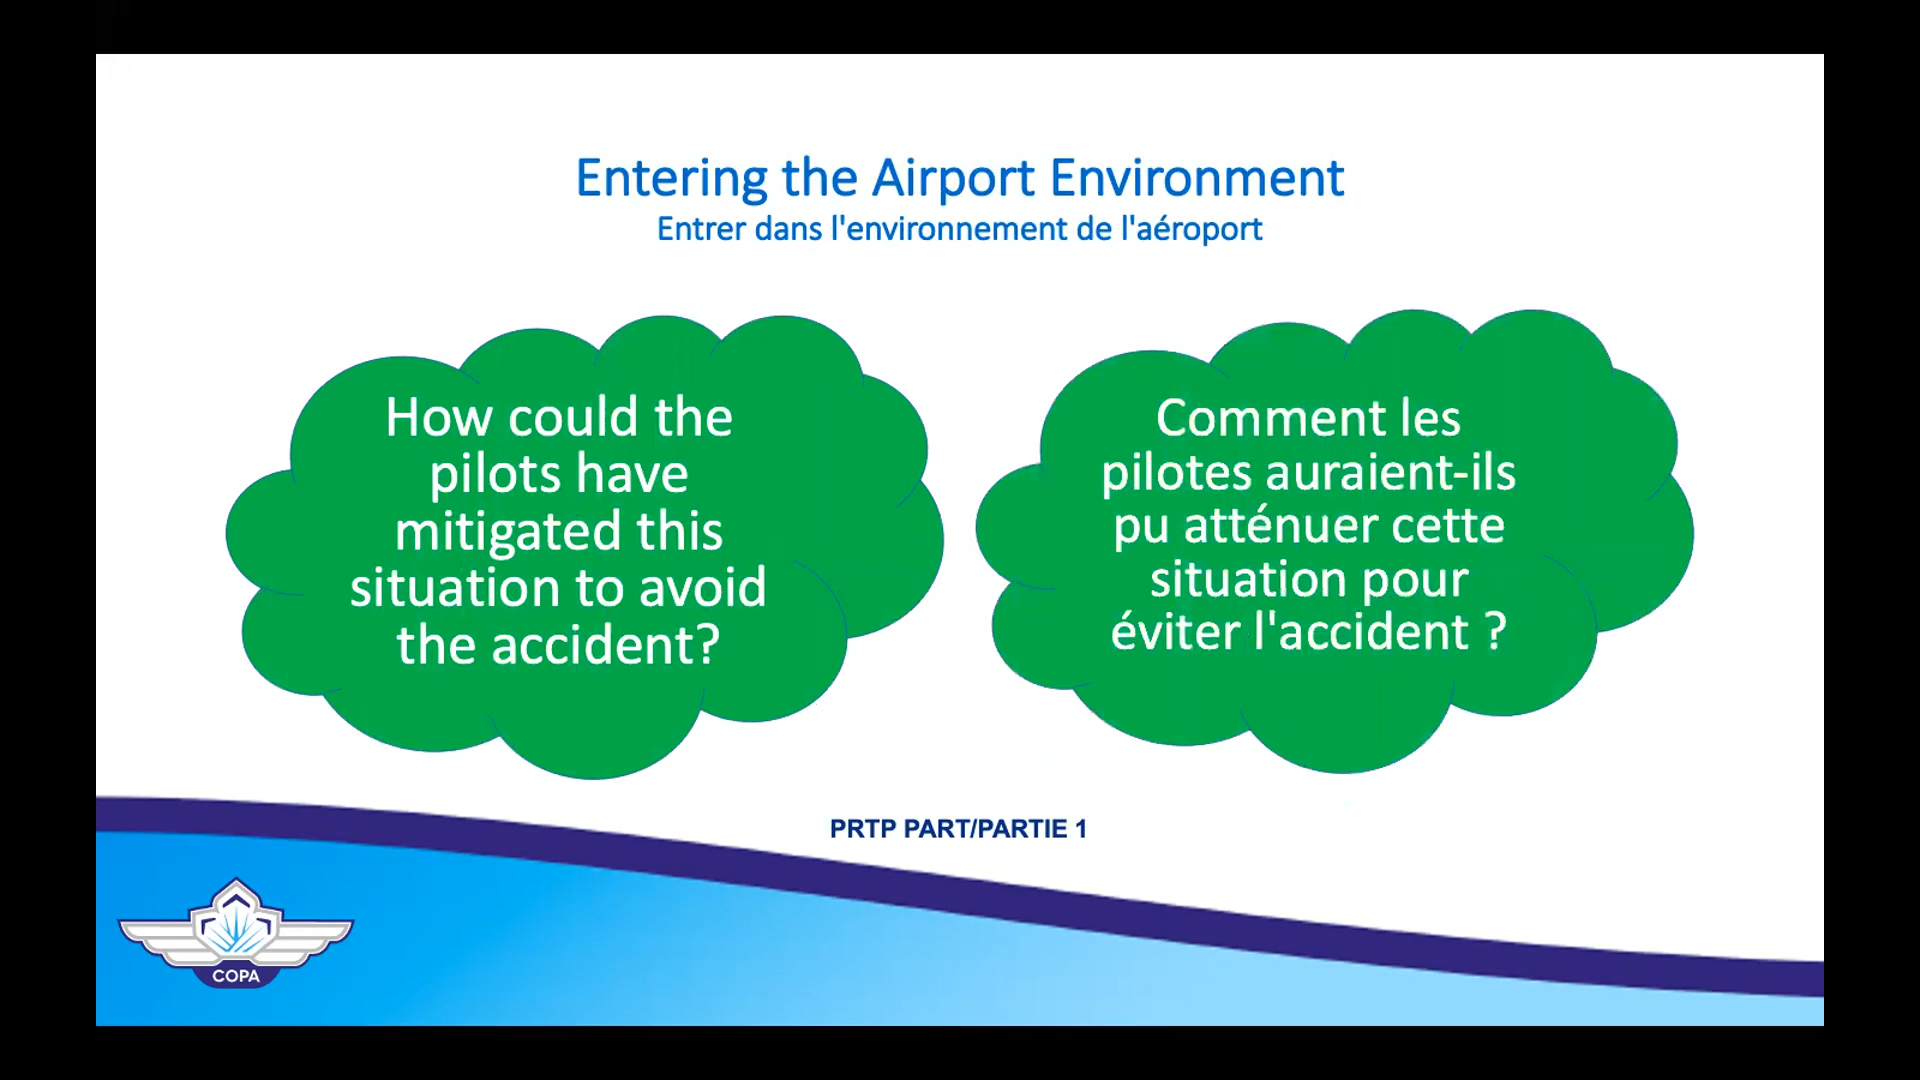 Entering the Airport Environment
Entrer dans l'environnement de l'aéroport
How could the
pilots have
mitigated this
situation to avoid
the accident?
Comment les
pilotes auraient-ils
pu atténuer cette
situation pour
éviter l'accident ?
PRTP PART/PARTIE 1
COPA